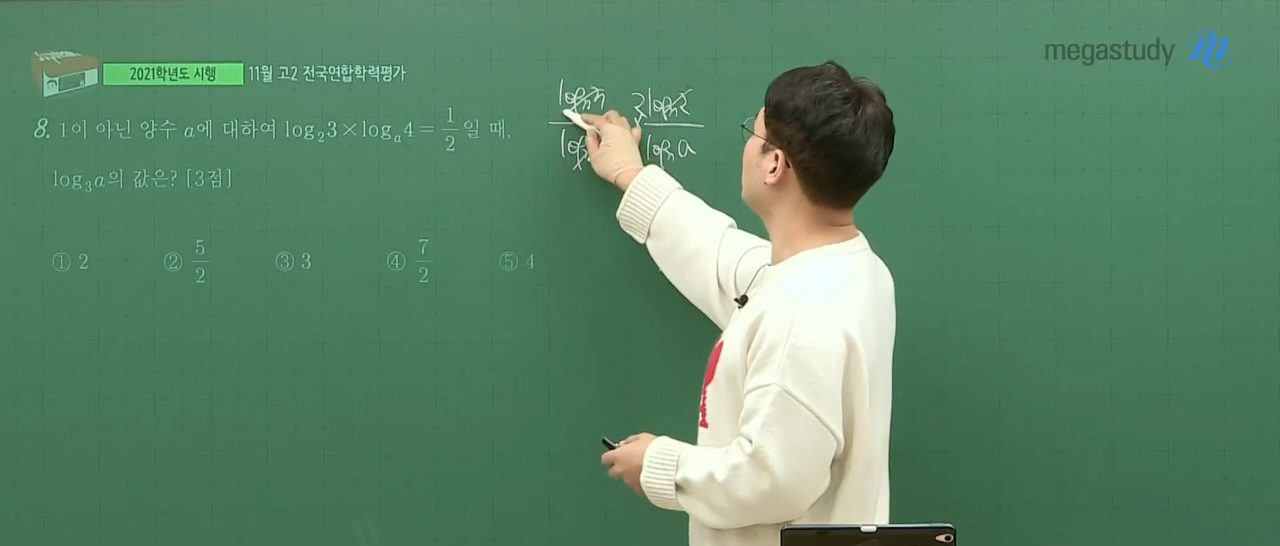 megastudy
2021학년도 시행 11월 고2 전국연합학력평가
8. 1이 아닌 양수 a에 대하여 log₂3×logₐ4=1/2일 때,
log₃a의 값은? [3점]
① 2 ② 5/2 ③ 3 ④ 7/2 ⑤ 4